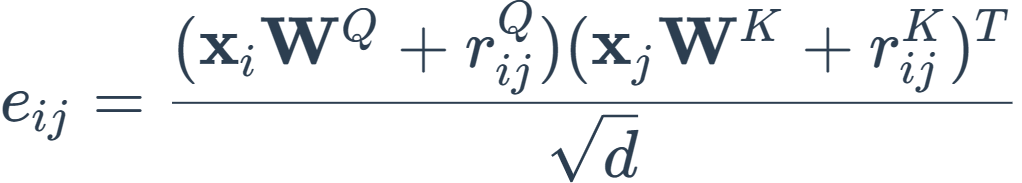 e_{ij} = \frac{(\mathbf{x}_i \mathbf{W}^Q + r_{ij}^Q)(\mathbf{x}_j \mathbf{W}^K + r_{ij}^K)^T}{\sqrt{d}}